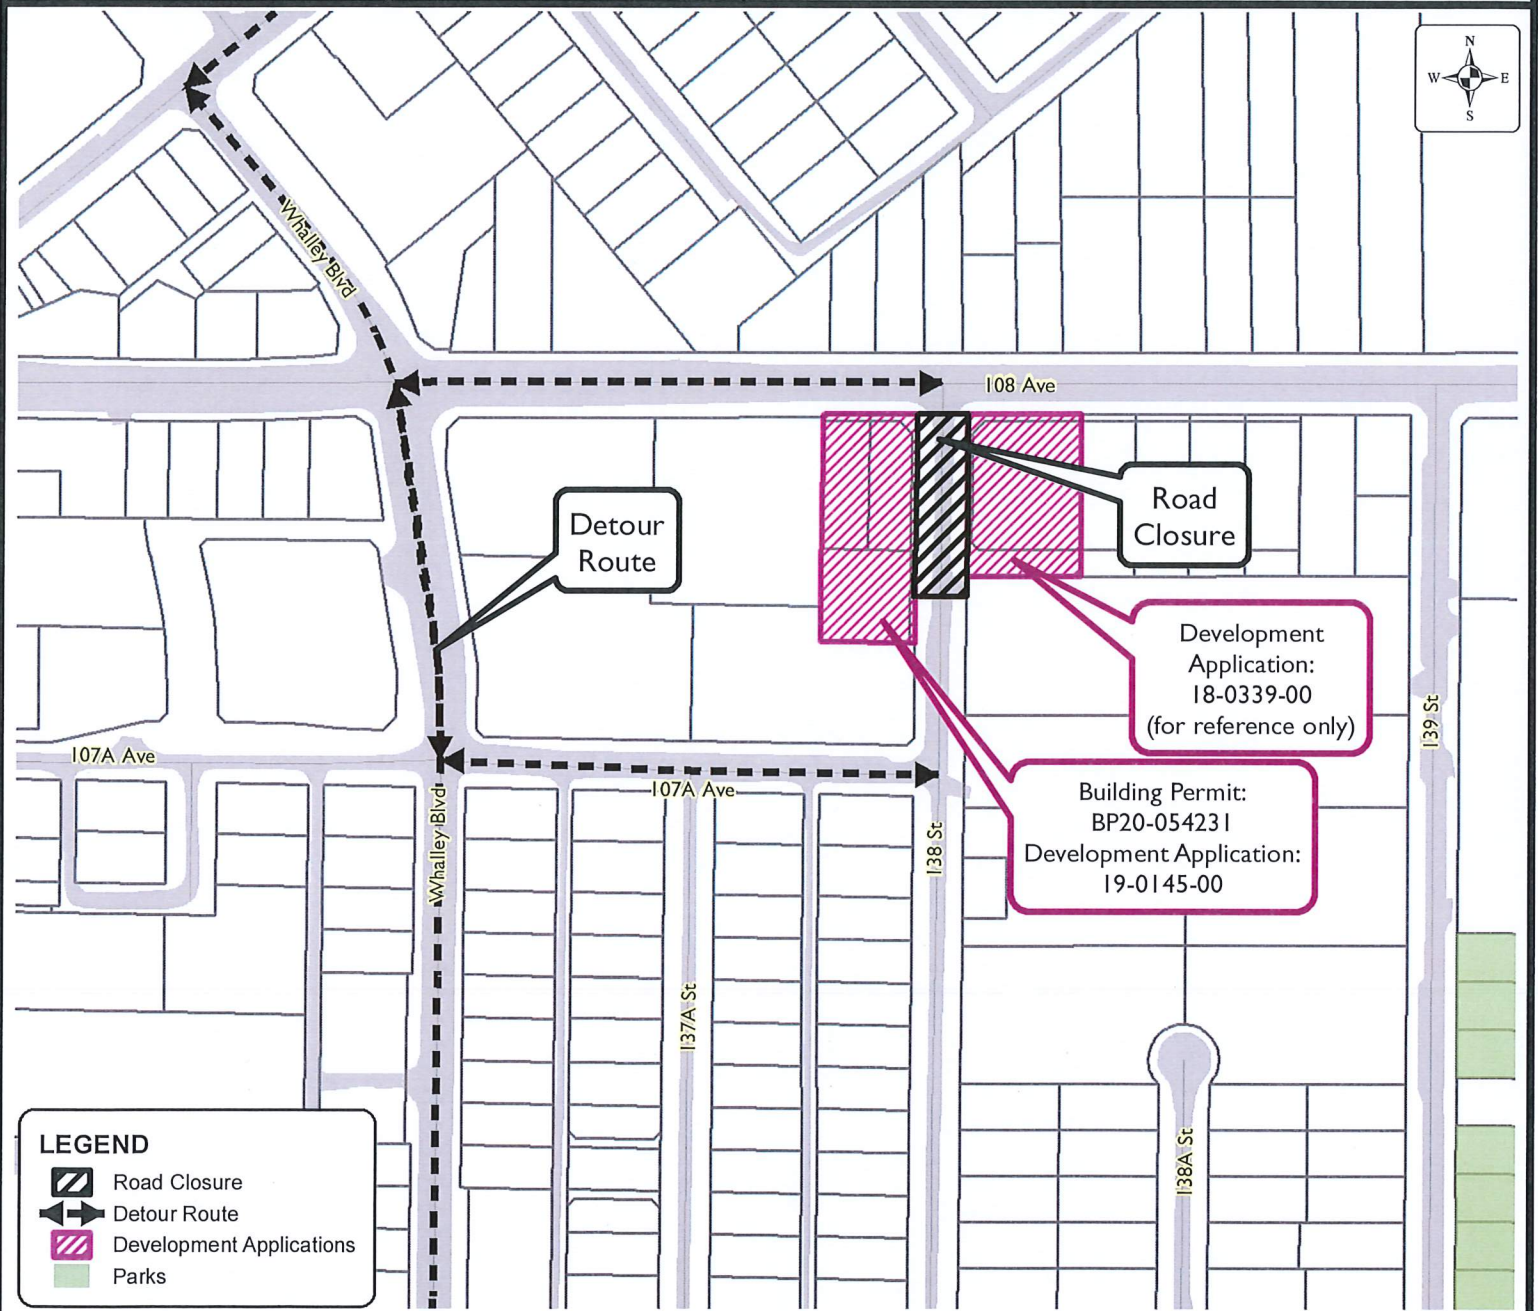 N
W E
S
Whalley Blvd
108 Ave
Road
Closure
Detour
Route
Development
Application:
18-0339-00
(for reference only)
139 St
107A Ave
107A Ave
Building Permit:
BP20-054231
Development Application:
19-0145-00
Whalley Blvd
138 St
137A St
138A St
LEGEND
Road Closure
Detour Route
Development Applications
Parks